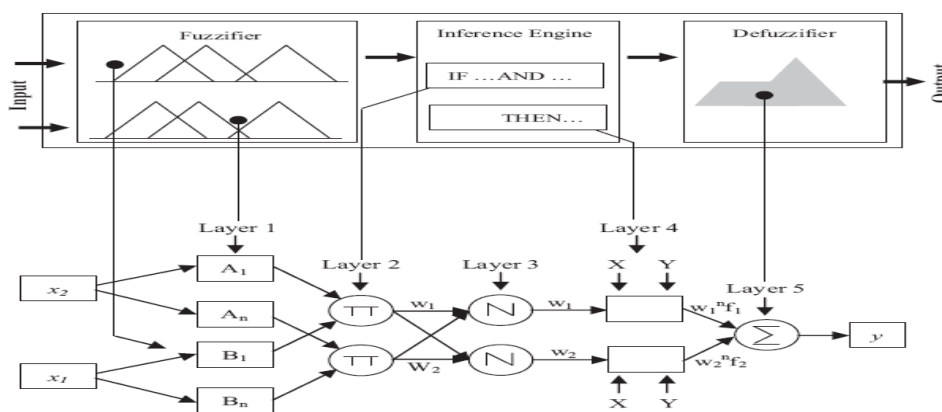 Fuzzifier
Inference Engine
Defuzzifier
Input
IF ...AND ...
THEN...
Output
Layer 1
Layer 2
Layer 3
Layer 4
Layer 5
X Y
x₂
A₁
Aₙ
x₁
B₁
Bₙ
Π
w₁
N
w₁
w₁ⁿf₁
Π
W₂
N
w₂
w₂ⁿf₂
Σ
y
X Y